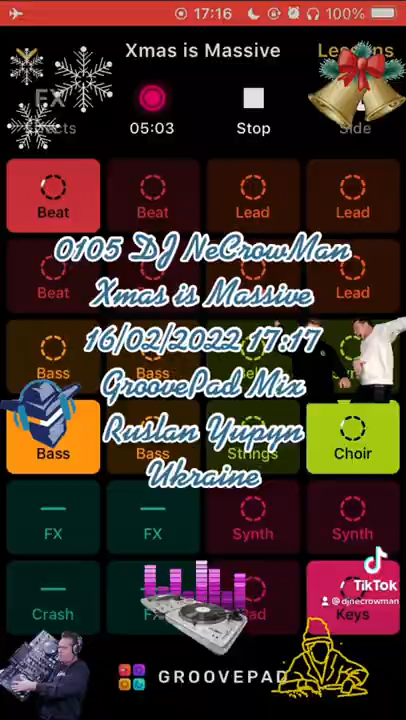 17:16 100%
Xmas is Massive Lessons
FX
Effects 05:03 Stop Side
Beat Beat Lead Lead
0105 DJ NeCrowMan
Beat Lead
Xmas is Massive
16/02/2022 17:17
Bass Bass
GroovePad Mix
Ruslan Yupyn
Bass Bass Strings Choir
Ukraine
FX FX Synth Synth
TikTok
@djnecrowman
Crash Keys
GROOVEPAD